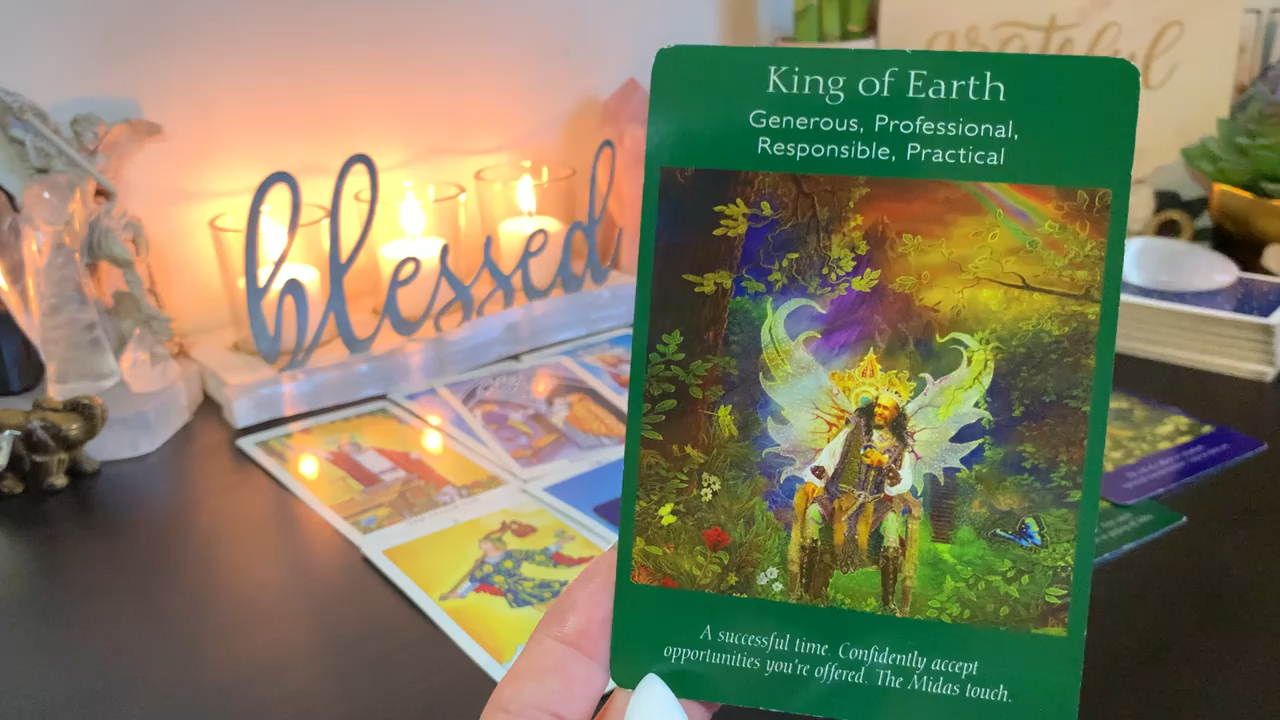 grateful
blessed
King of Earth
Generous, Professional,
Responsible, Practical
A successful time. Confidently accept
opportunities you're offered. The Midas touch.